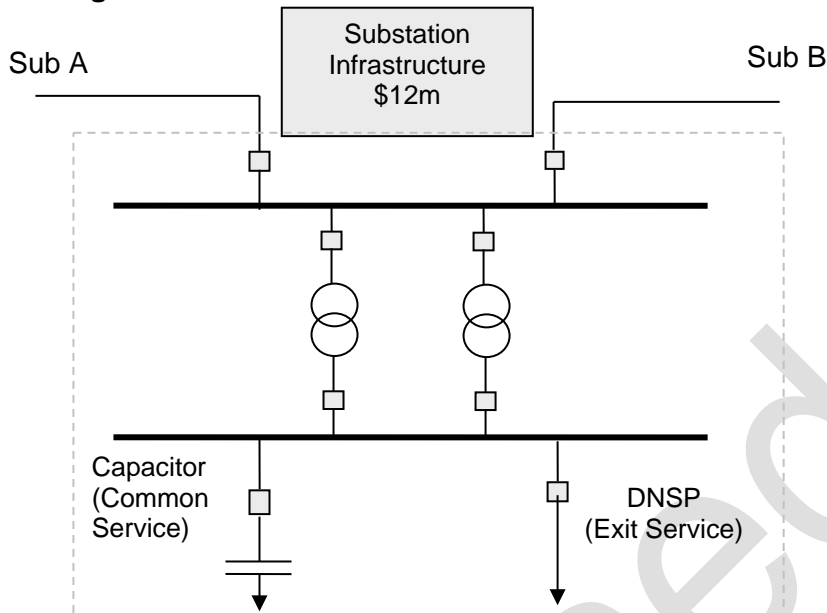 Substation
Infrastructure
$12m
Sub A
Sub B
Capacitor
(Common
Service)
DNSP
(Exit Service)